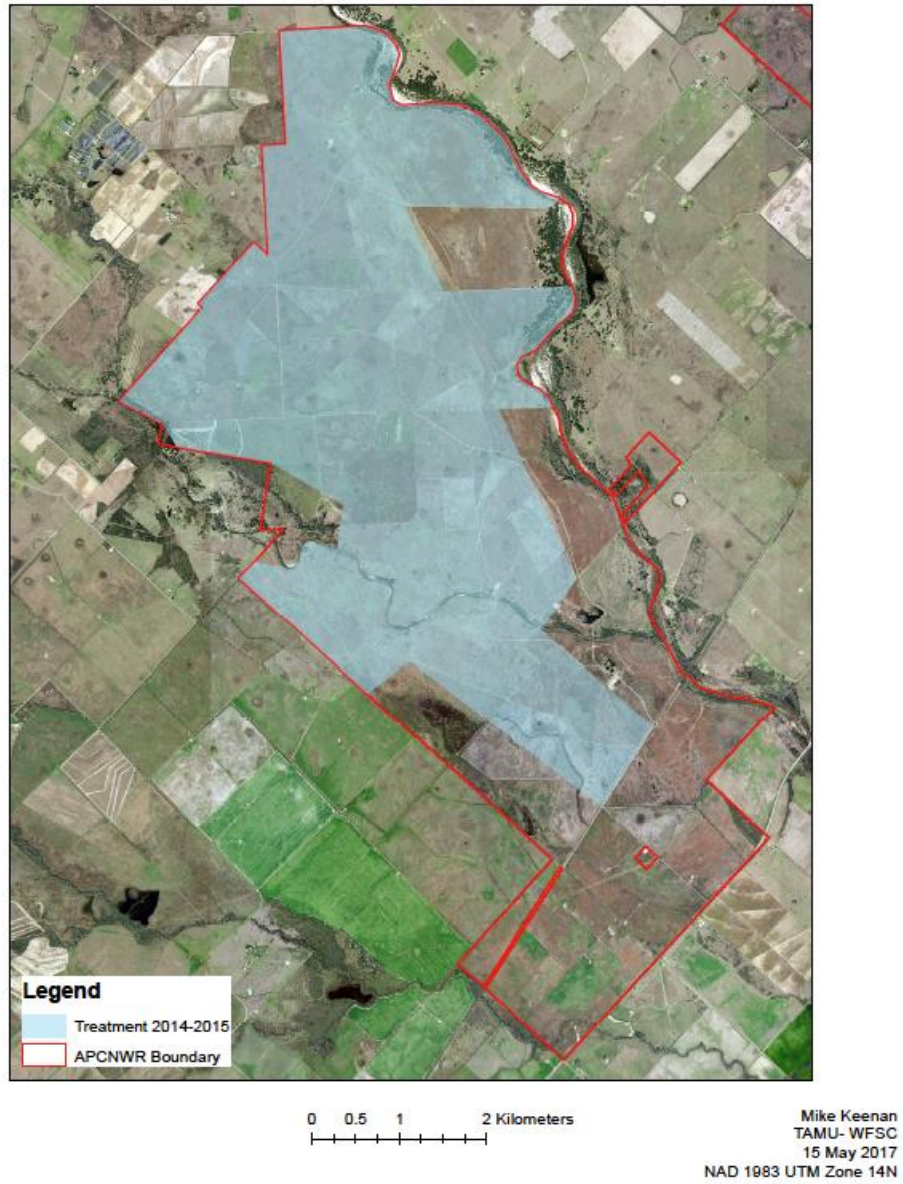 Legend
Treatment 2014-2015
APCNWR Boundary
0 0.5 1 2 Kilometers
Mike Keenan
TAMU- WFSC
15 May 2017
NAD 1983 UTM Zone 14N